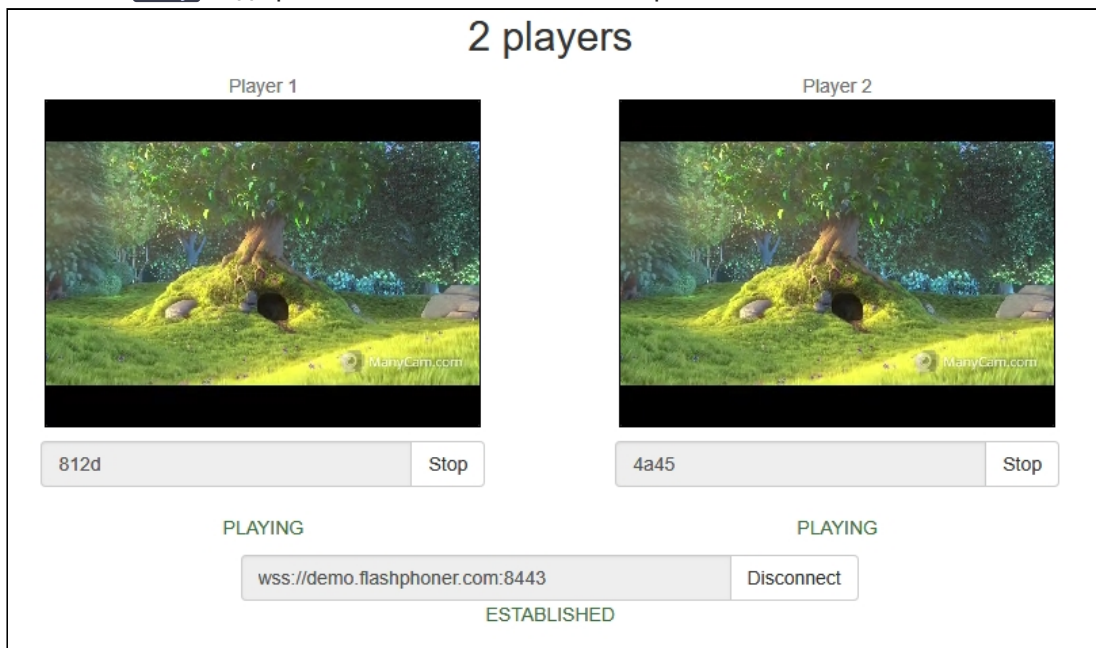 2 players
Player 1
Player 2
ManyCam.com
ManyCam.com
812d
Stop
4a45
Stop
PLAYING
PLAYING
wss://demo.flashphoner.com:8443
Disconnect
ESTABLISHED